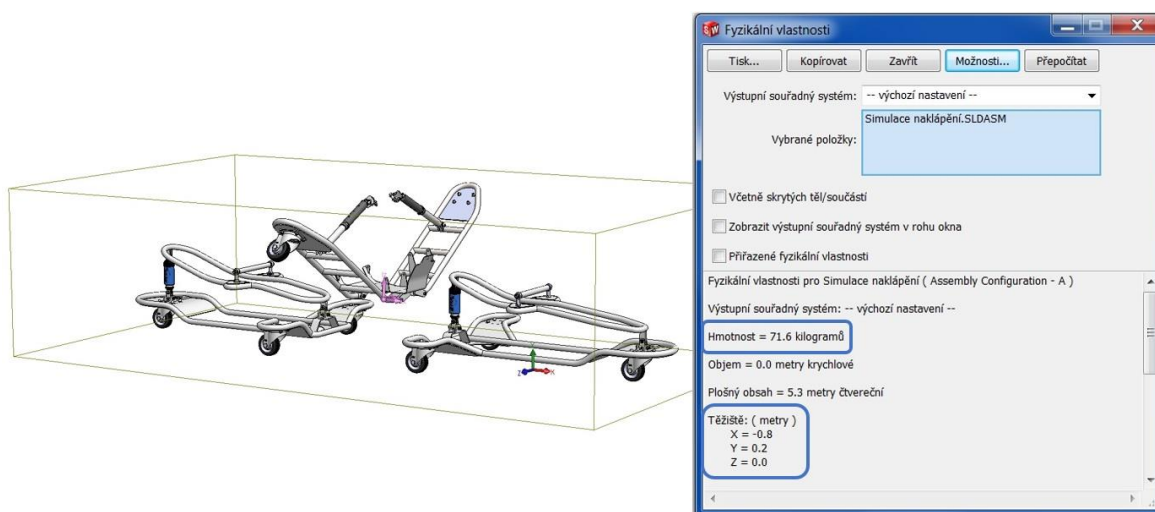 Fyzikální vlastnosti
Tisk... Kopírovat Zavřít Možnosti... Přepočítat
Výstupní souřadný systém: -- výchozí nastavení --
Simulace naklápění.SLDASM
Vybrané položky:
Včetně skrytých těl/součástí
Zobrazit výstupní souřadný systém v rohu okna
Přiřazené fyzikální vlastnosti
Fyzikální vlastnosti pro Simulace naklápění ( Assembly Configuration - A )
Výstupní souřadný systém: -- výchozí nastavení --
Hmotnost = 71.6 kilogramů
Objem = 0.0 metry krychlové
Plošný obsah = 5.3 metry čtvereční
Těžiště: ( metry )
X = -0.8
Y = 0.2
Z = 0.0